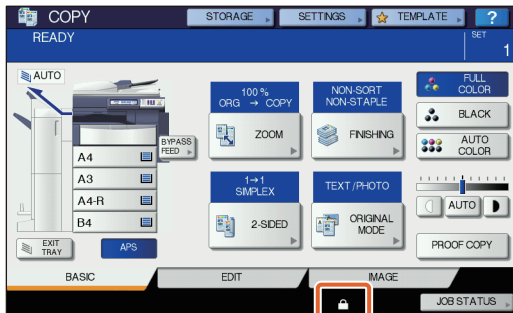 COPY
STORAGE
SETTINGS
TEMPLATE
?
READY
SET
1
AUTO
100 %
ORG → COPY
NON-SORT
NON-STAPLE
FULL
COLOR
ZOOM
FINISHING
BLACK
BYPASS
FEED
AUTO
COLOR
A4
A3
A4-R
B4
1→1
SIMPLEX
TEXT/PHOTO
2-SIDED
ORIGINAL
MODE
AUTO
EXIT
TRAY
APS
PROOF COPY
BASIC
EDIT
IMAGE
JOB STATUS